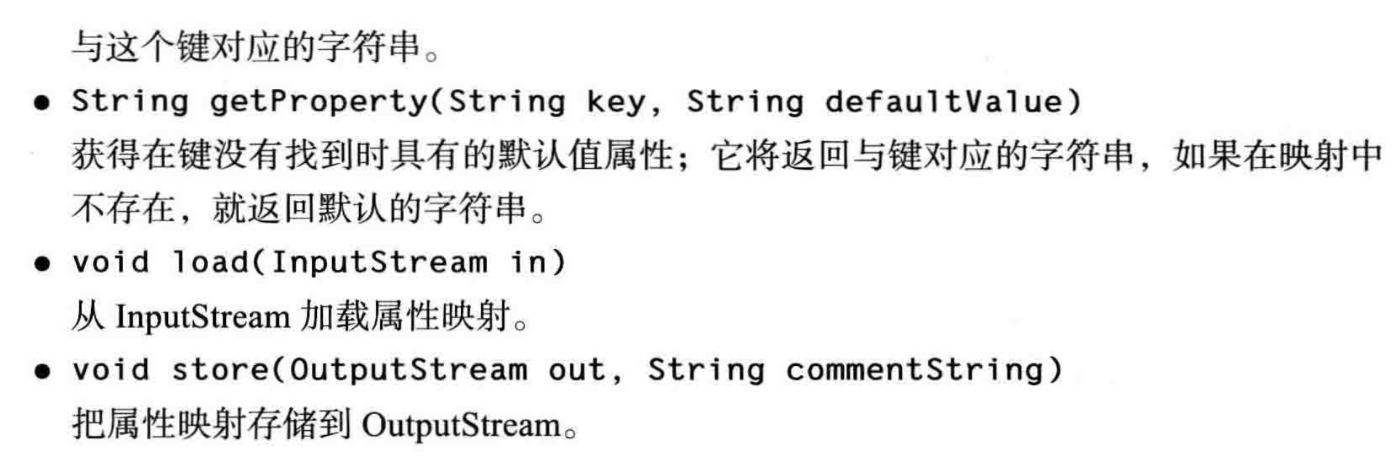 与这个键对应的字符串。
● String getProperty(String key, String defaultValue)
获得在键没有找到时具有的默认值属性；它将返回与键对应的字符串，如果在映射中
不存在，就返回默认的字符串。
● void load(InputStream in)
从 InputStream 加载属性映射。
● void store(OutputStream out, String commentString)
把属性映射存储到 OutputStream。